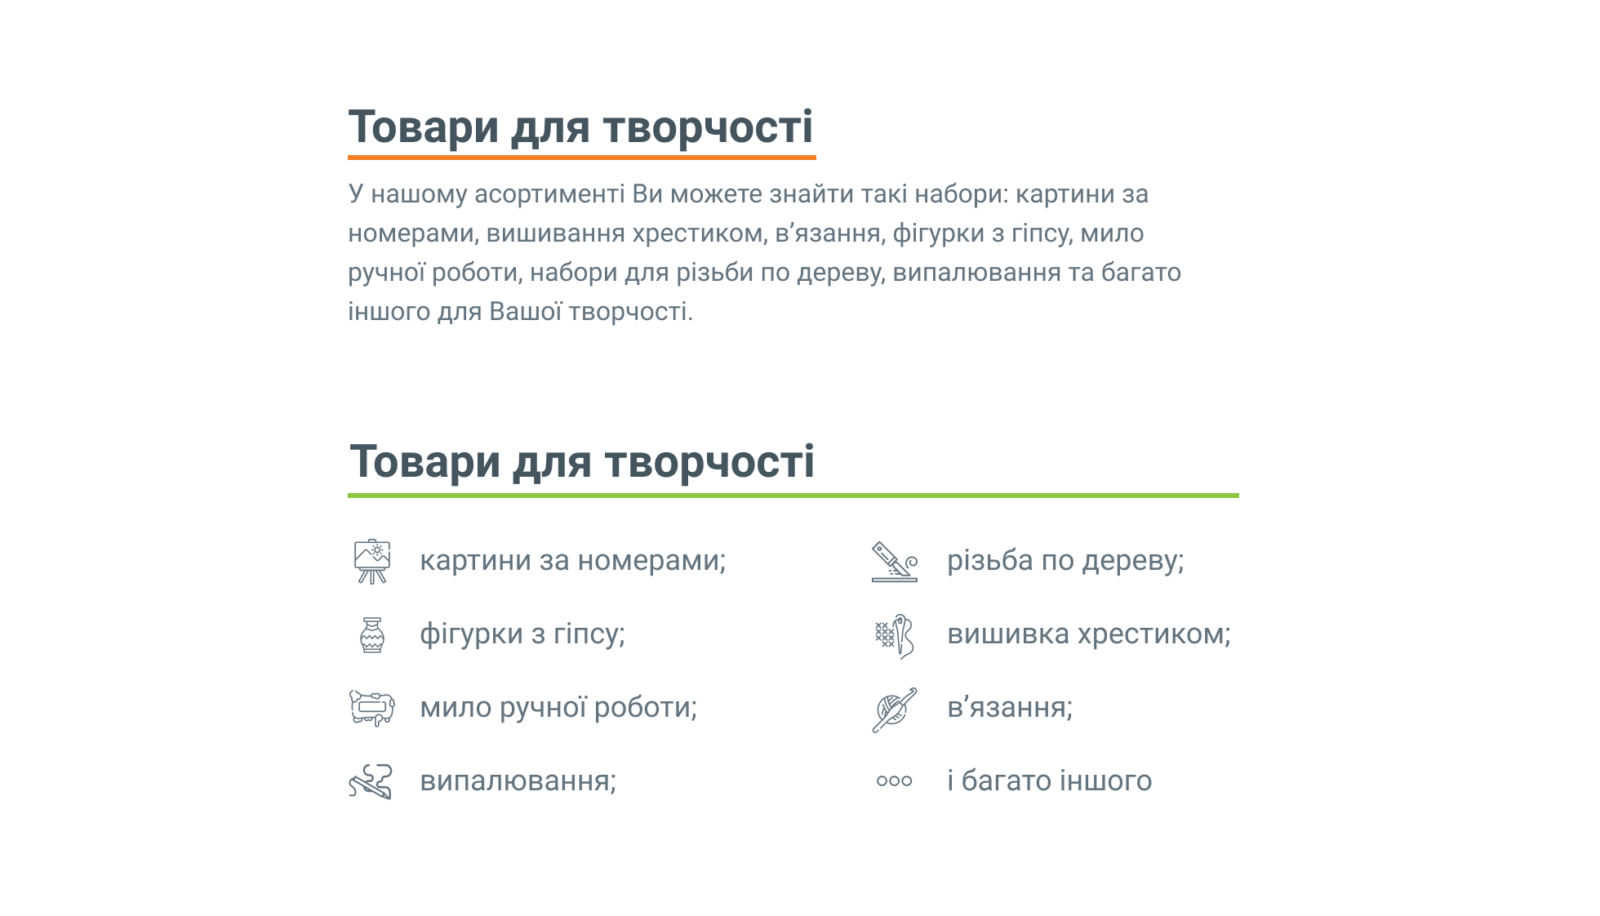 Товари для творчості
У нашому асортименті Ви можете знайти такі набори: картини за
номерами, вишивання хрестиком, в’язання, фігурки з гіпсу, мило
ручної роботи, набори для різьби по дереву, випалювання та багато
іншого для Вашої творчості.
Товари для творчості
картини за номерами;
фігурки з гіпсу;
мило ручної роботи;
випалювання;
різьба по дереву;
вишивка хрестиком;
в’язання;
і багато іншого